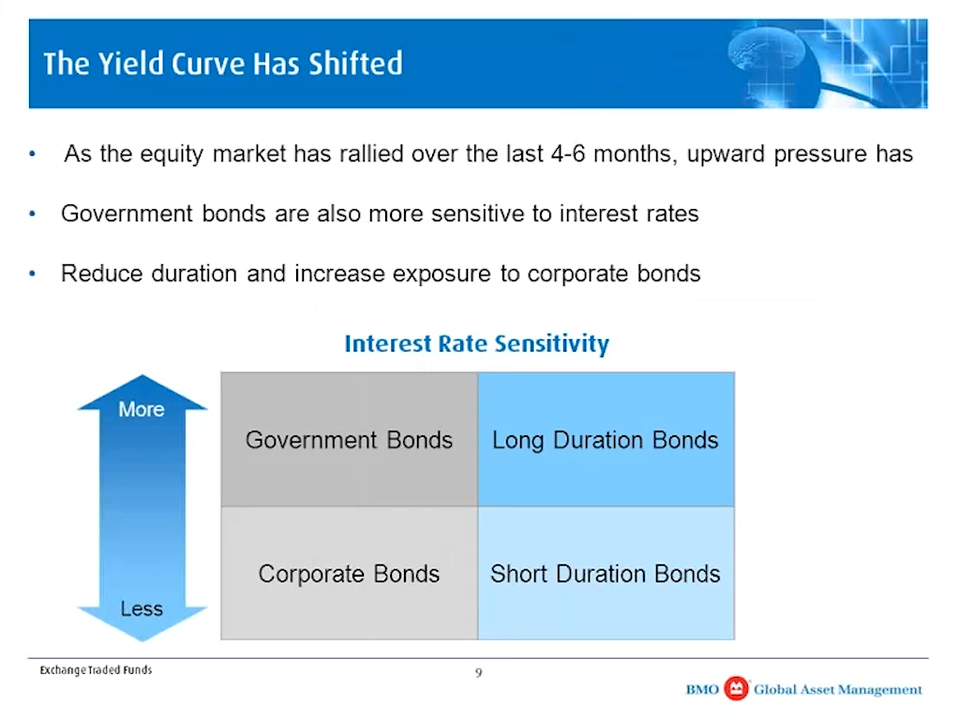 The Yield Curve Has Shifted
• As the equity market has rallied over the last 4-6 months, upward pressure has
• Government bonds are also more sensitive to interest rates
• Reduce duration and increase exposure to corporate bonds
Interest Rate Sensitivity
More
Government Bonds
Long Duration Bonds
Corporate Bonds
Short Duration Bonds
Less
Exchange Traded Funds
9
BMO Global Asset Management